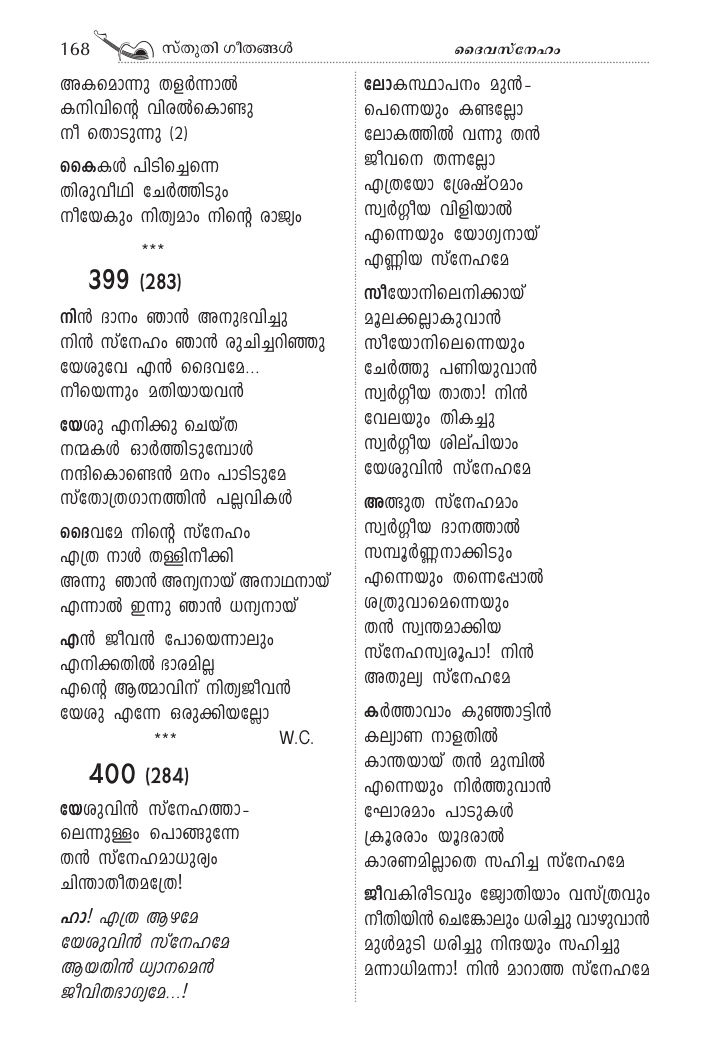 168 സ്തുതി ഗീതങ്ങൾ ദൈവസ്നേഹം
അകമൊന്നു തളർന്നാൽ
കനിവിന്റെ വിരൽകൊണ്ടു
നീ തൊടുന്നു (2)
കൈകൾ പിടിച്ചെന്നെ
തിരുവീഥി ചേർത്തിടും
നീയേകും നിത്യമാം നിന്റെ രാജ്യം
***
399 (283)
നിൻ ദാനം ഞാൻ അനുഭവിച്ചു
നിൻ സ്നേഹം ഞാൻ രുചിച്ചറിഞ്ഞു
യേശുവേ എൻ ദൈവമേ...
നീയെന്നും മതിയായവൻ
യേശു എനിക്കു ചെയ്ത
നന്മകൾ ഓർത്തിടുമ്പോൾ
നന്ദികൊണ്ടെൻ മനം പാടിടുമേ
സ്തോത്രഗാനത്തിൻ പല്ലവികൾ
ദൈവമേ നിന്റെ സ്നേഹം
എത്ര നാൾ തള്ളിനീക്കി
അന്നു ഞാൻ അന്യനായ് അനാഥനായ്
എന്നാൽ ഇന്നു ഞാൻ ധന്യനായ്
എൻ ജീവൻ പോയെന്നാലും
എനിക്കതിൽ ഭാരമില്ല
എന്റെ ആത്മാവിന് നിത്യജീവൻ
യേശു എന്നേ ഒരുക്കിയല്ലോ
*** W.C.
400 (284)
യേശുവിൻ സ്നേഹത്താ-
ലെന്നുള്ളം പൊങ്ങുന്നേ
തൻ സ്നേഹമാധുര്യം
ചിന്താതീതമത്രേ!
ഹാ! എത്ര ആഴമേ
യേശുവിൻ സ്നേഹമേ
ആയതിൻ ധ്യാനമെൻ
ജീവിതഭാഗ്യമേ...!
ലോകസ്ഥാപനം മുൻ-
പെന്നെയും കണ്ടല്ലോ
ലോകത്തിൽ വന്നു തൻ
ജീവനെ തന്നല്ലോ
എത്രയോ ശ്രേഷ്ഠമാം
സ്വർഗ്ഗീയ വിളിയാൽ
എന്നെയും യോഗ്യനായ്
എണ്ണിയ സ്നേഹമേ
സീയോനിലെനിക്കായ്
മൂലക്കല്ലാകുവാൻ
സീയോനിലെന്നെയും
ചേർത്തു പണിയുവാൻ
സ്വർഗ്ഗീയ താതാ! നിൻ
വേലയും തികച്ചു
സ്വർഗ്ഗീയ ശില്പിയാം
യേശുവിൻ സ്നേഹമേ
അത്ഭുത സ്നേഹമാം
സ്വർഗ്ഗീയ ദാനത്താൽ
സമ്പൂർണ്ണനാക്കിടും
എന്നെയും തന്നെപ്പോൽ
ശത്രുവാമെന്നെയും
തൻ സ്വന്തമാക്കിയ
സ്നേഹസ്വരൂപാ! നിൻ
അതുല്യ സ്നേഹമേ
കർത്താവാം കുഞ്ഞാട്ടിൻ
കല്യാണ നാളതിൽ
കാന്തയായ് തൻ മുമ്പിൽ
എന്നെയും നിർത്തുവാൻ
ഘോരമാം പാടുകൾ
ക്രൂരരാം യൂദരാൽ
കാരണമില്ലാതെ സഹിച്ച സ്നേഹമേ
ജീവകിരീടവും ജ്യോതിയാം വസ്ത്രവും
നീതിയിൻ ചെങ്കോലും ധരിച്ചു വാഴുവാൻ
മുൾമുടി ധരിച്ചു നിന്ദയും സഹിച്ചു
മന്നാധിമന്നാ! നിൻ മാറാത്ത സ്നേഹമേ